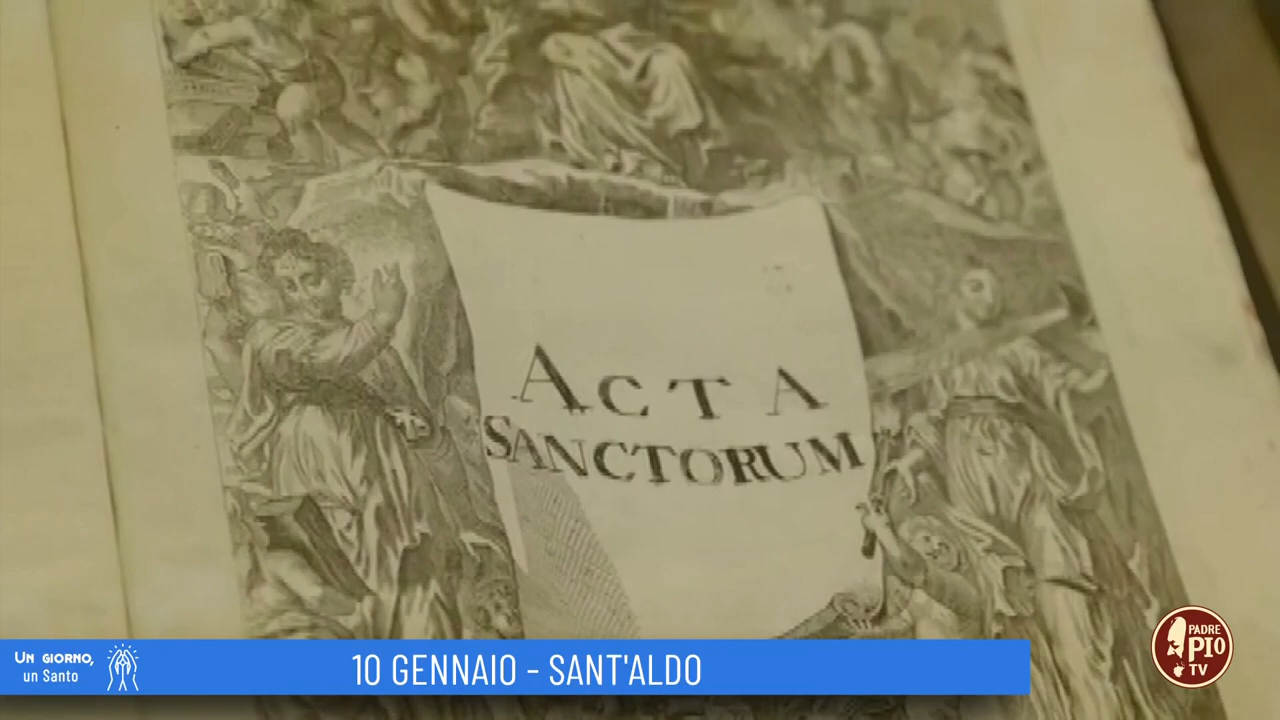 ACTA
SANCTORUM
UN GIORNO,
un Santo
10 GENNAIO - SANT'ALDO
PADRE
PIO
TV